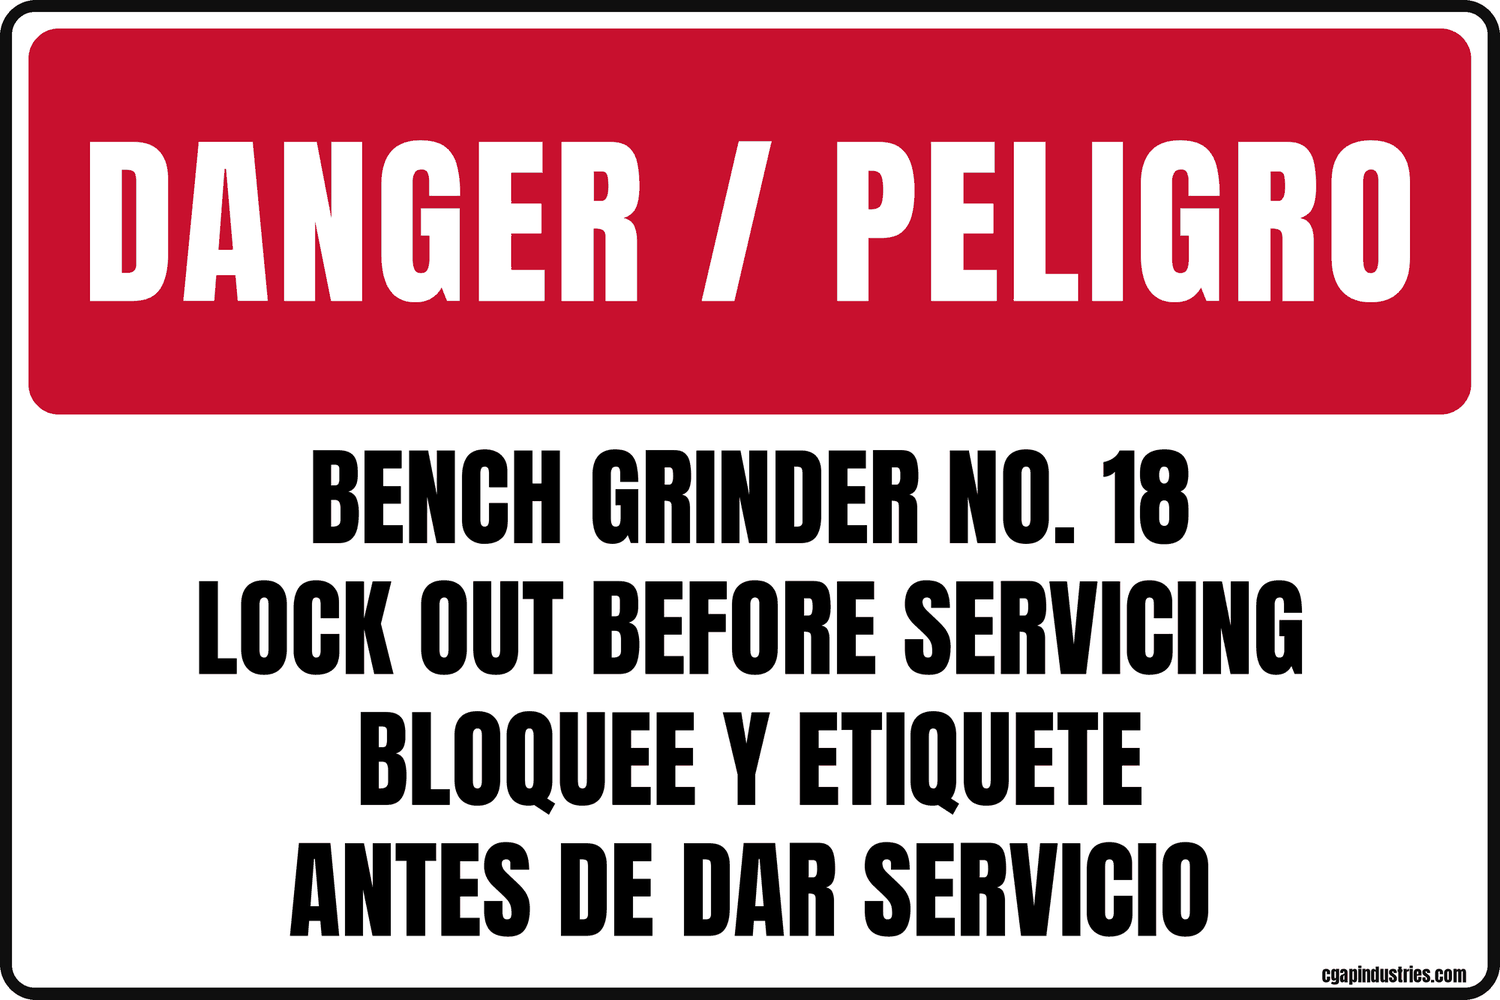 DANGER / PELIGRO
BENCH GRINDER NO. 18
LOCK OUT BEFORE SERVICING
BLOQUEE Y ETIQUETE
ANTES DE DAR SERVICIO
cgapindustries.com